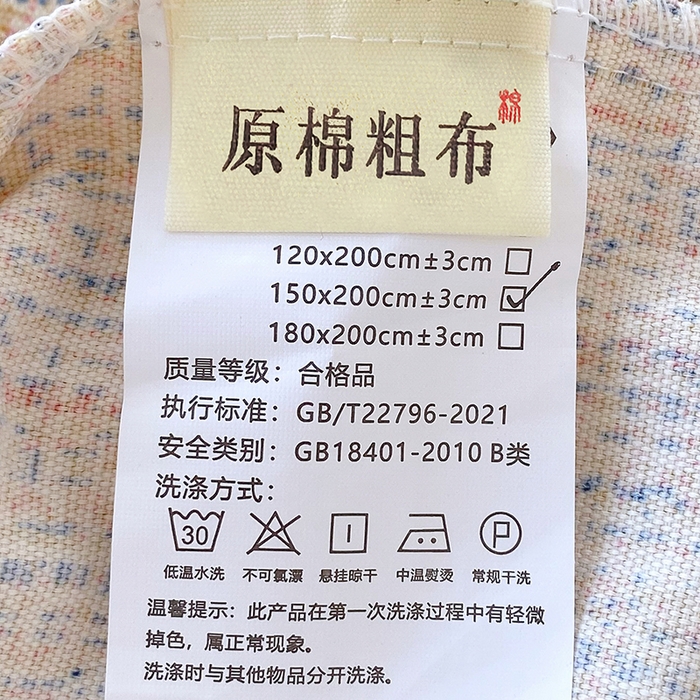 原棉粗布
棉
120x200cm±3cm □
150x200cm±3cm ☑
180x200cm±3cm □
质量等级：合格品
执行标准：GB/T22796-2021
安全类别：GB18401-2010 B类
洗涤方式：
30 P
低温水洗 不可氯漂 悬挂晾干 中温熨烫 常规干洗
温馨提示：此产品在第一次洗涤过程中有轻微
掉色，属正常现象。
洗涤时与其他物品分开洗涤。